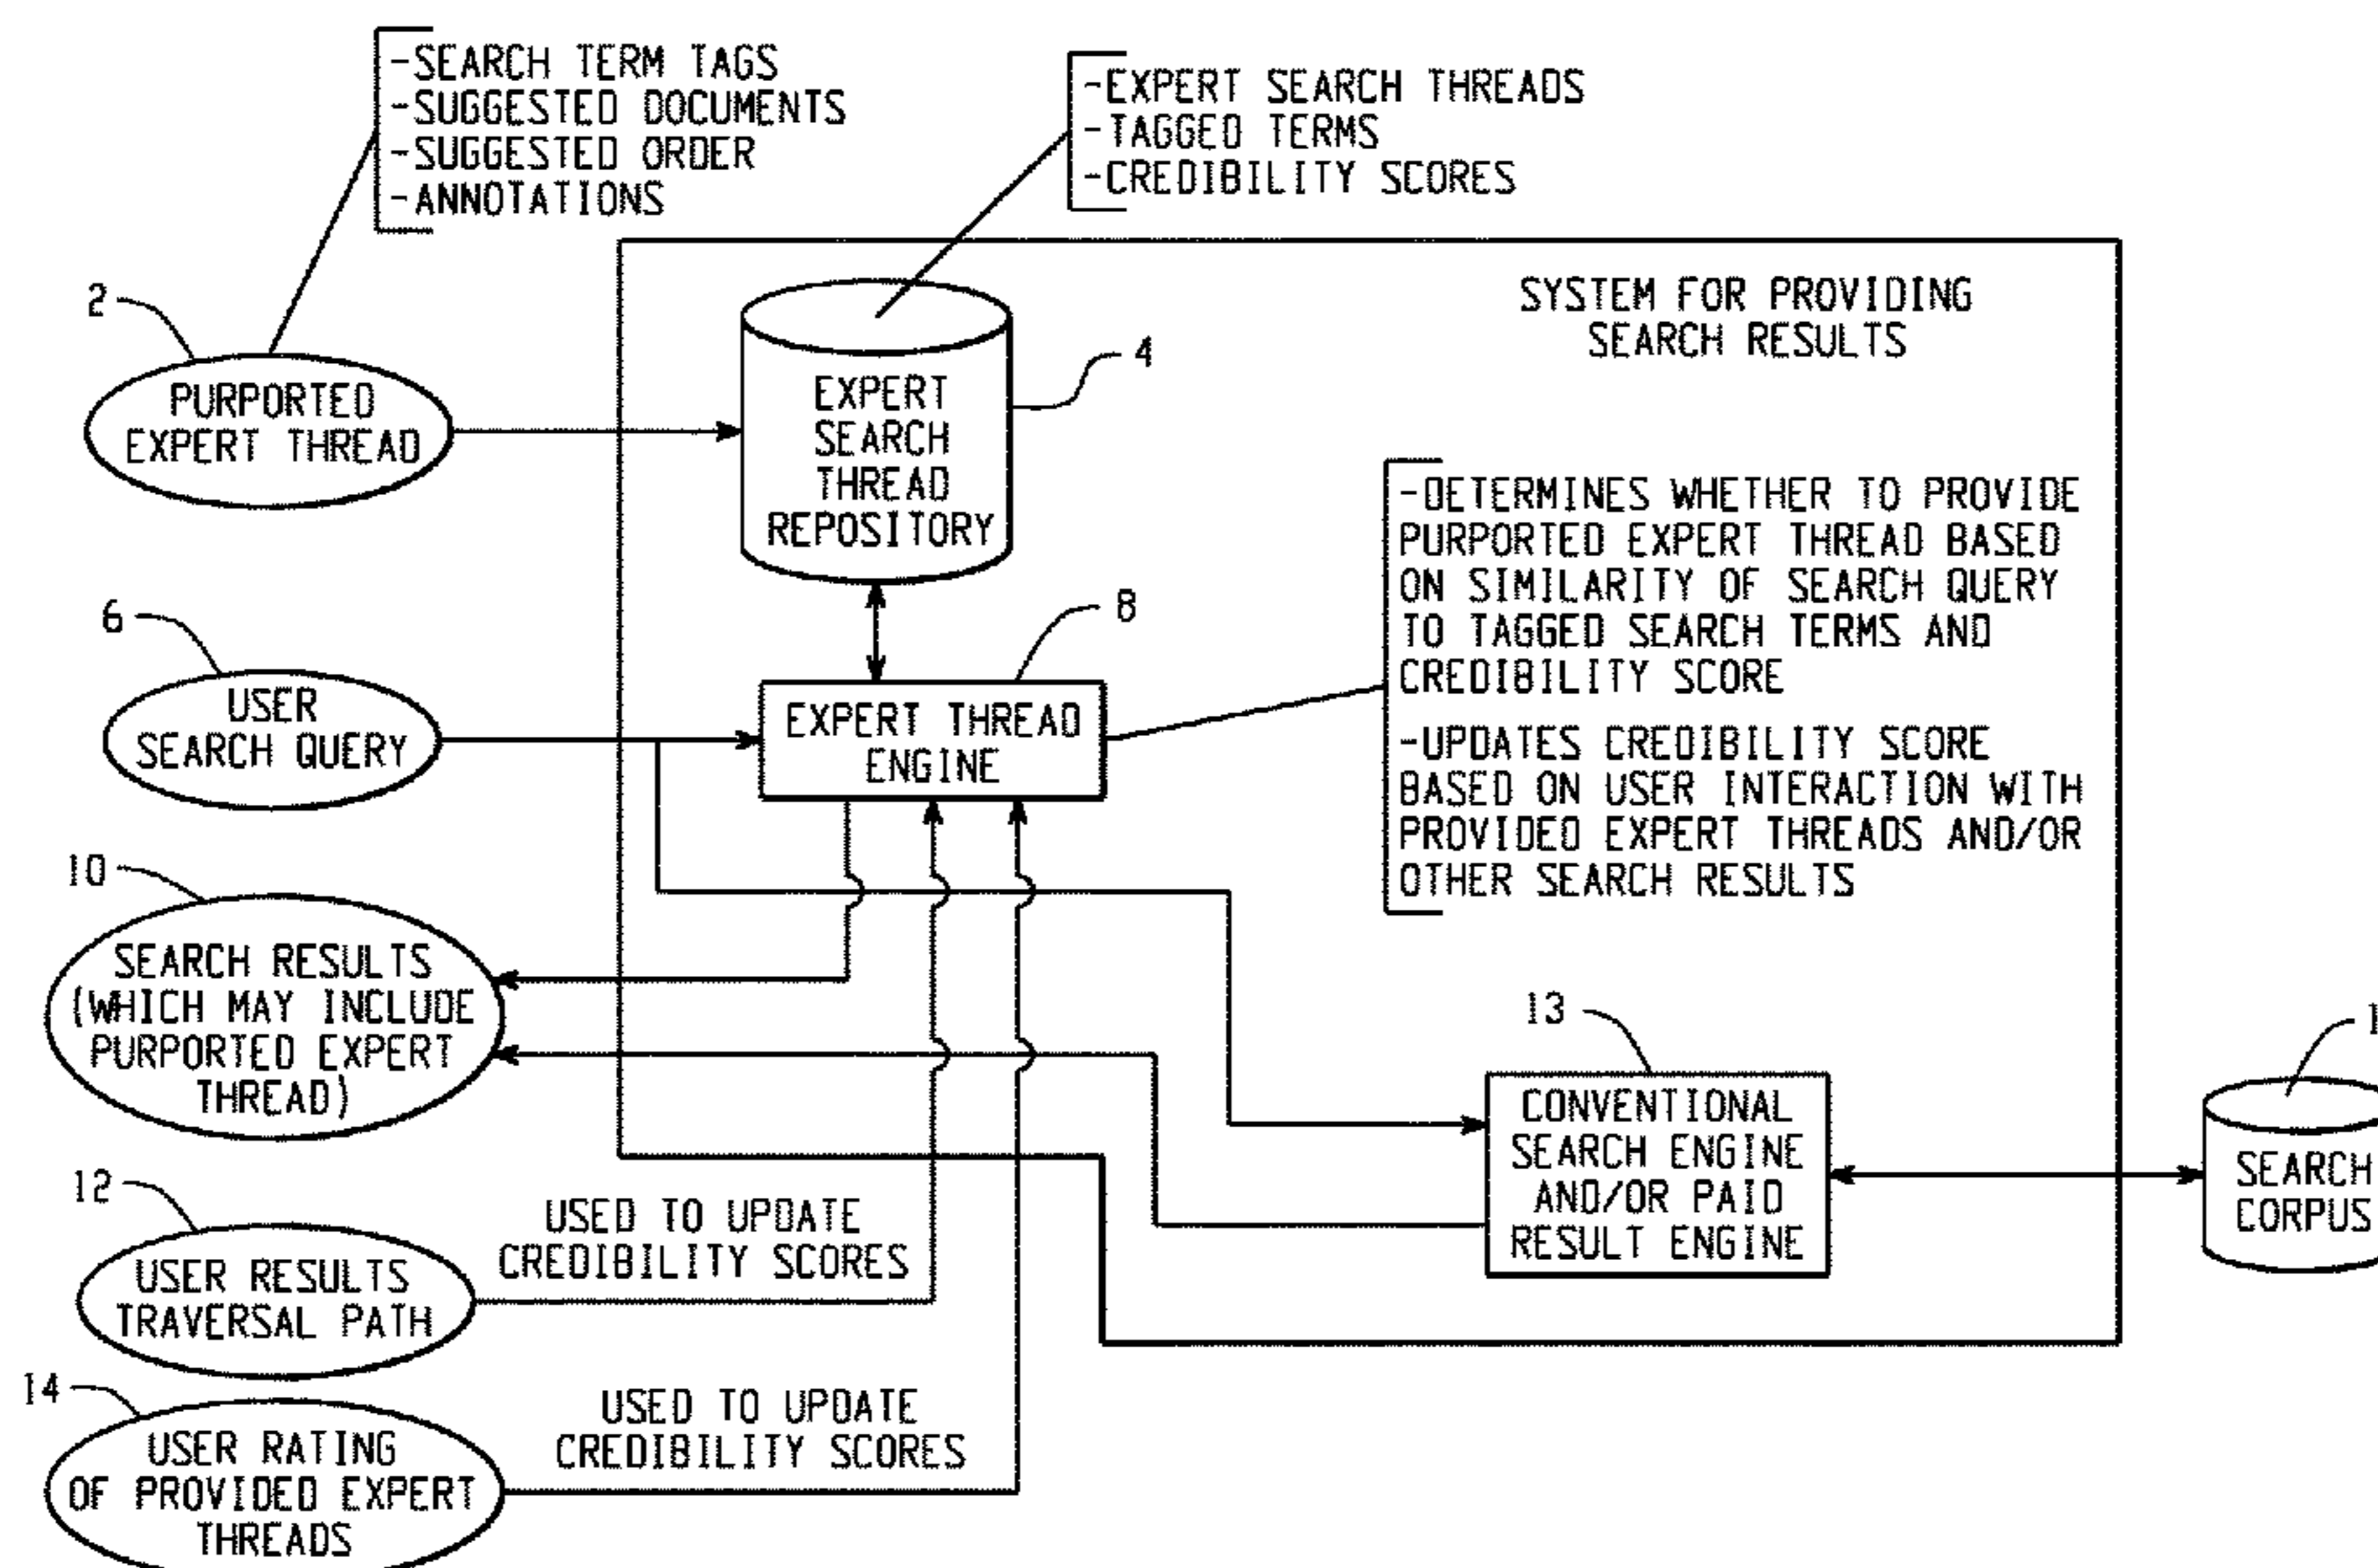 -SEARCH TERM TAGS
-SUGGESTED DOCUMENTS
-SUGGESTED ORDER
-ANNOTATIONS
-EXPERT SEARCH THREADS
-TAGGED TERMS
-CREDIBILITY SCORES
SYSTEM FOR PROVIDING
SEARCH RESULTS
2
PURPORTED
EXPERT THREAD
4
EXPERT
SEARCH
THREAD
REPOSITORY
-DETERMINES WHETHER TO PROVIDE
PURPORTED EXPERT THREAD BASED
ON SIMILARITY OF SEARCH QUERY
TO TAGGED SEARCH TERMS AND
CREDIBILITY SCORE
-UPDATES CREDIBILITY SCORE
BASED ON USER INTERACTION WITH
PROVIDED EXPERT THREADS AND/OR
OTHER SEARCH RESULTS
6
USER
SEARCH QUERY
8
EXPERT THREAD
ENGINE
10
SEARCH RESULTS
(WHICH MAY INCLUDE
PURPORTED EXPERT
THREAD)
13
CONVENTIONAL
SEARCH ENGINE
AND/OR PAID
RESULT ENGINE
SEARCH
CORPUS
12
USER RESULTS
TRAVERSAL PATH
USED TO UPDATE
CREDIBILITY SCORES
14
USER RATING
OF PROVIDED EXPERT
THREADS
USED TO UPDATE
CREDIBILITY SCORES